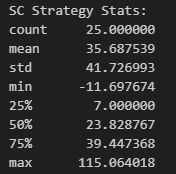 SC Strategy Stats:
count 25.000000
mean 35.687539
std 41.726993
min -11.697674
25% 7.000000
50% 23.828767
75% 39.447368
max 115.064018